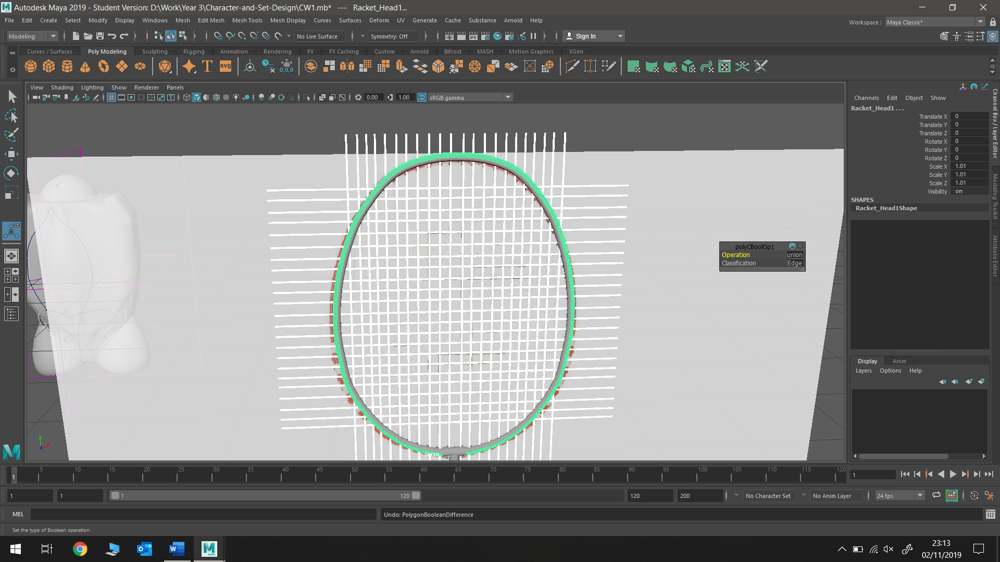 Autodesk Maya 2019 - Student Version: D:\Work\Year 3\Character-and-Set-Design\CW1.mb*   ---   Racket_Head1...
File Edit Create Select Modify Display Windows Mesh Edit Mesh Mesh Tools Mesh Display Curves Surfaces Deform UV Generate Cache Substance Arnold Help
Workspace : Maya Classic*
Modeling No Live Surface Symmetry: Off Sign In
Curves / Surfaces Poly Modeling Sculpting Rigging Animation Rendering FX FX Caching Custom Arnold Bifrost MASH Motion Graphics XGen
View Shading Lighting Show Renderer Panels
0.00 1.00 ON sRGB gamma
Channels Edit Object Show
Racket_Head1 . . .
Translate X 0
Translate Y 0
Translate Z 0
Rotate X 0
Rotate Y 0
Rotate Z 0
Scale X 1.01
Scale Y 1.01
Scale Z 1.01
Visibility on
SHAPES
Racket_Head1Shape
Channel Box / Layer Editor
Modeling Toolkit
Attribute Editor
polyCBoolOp1
Operation union
Classification Edge
Display Anim
Layers Options Help
y
x
z
persp
5 10 15 20 25 30 35 40 45 50 55 60 65 70 75 80 85 90 95 100 105 110 115 120
1
1
1 1 1 120 120 200 No Character Set No Anim Layer 24 fps
MEL Undo: PolygonBooleanDifference
Set the type of Boolean operation.
23:13
02/11/2019